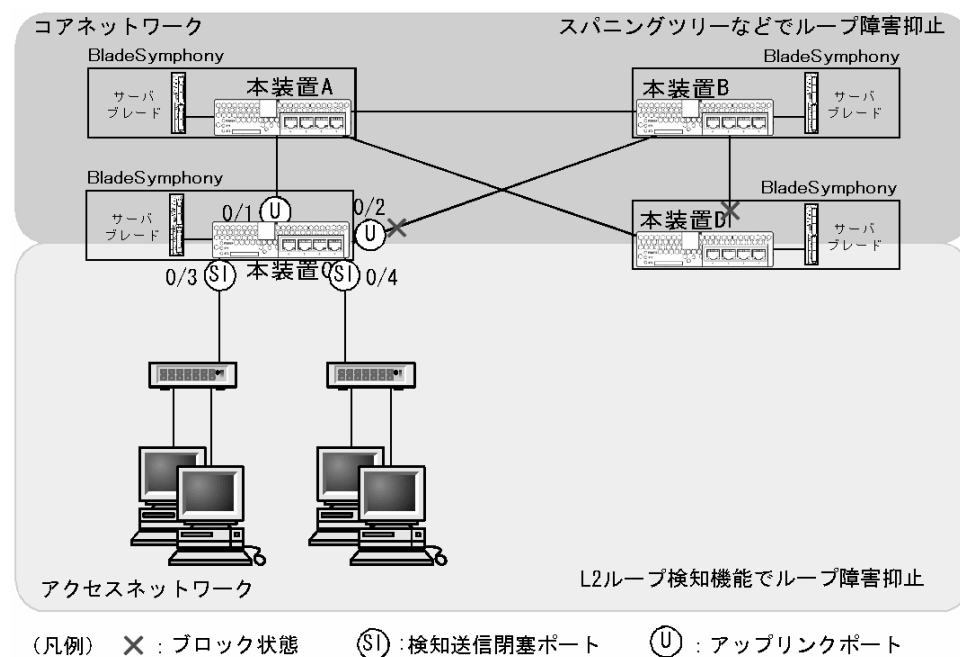 コアネットワーク
スパニングツリーなどでループ障害抑止
BladeSymphony
サーバ
ブレード
本装置A
BladeSymphony
本装置B
サーバ
ブレード
BladeSymphony
サーバ
ブレード
0/1
U
0/2
U
本装置C
0/3
SI
SI
0/4
BladeSymphony
本装置D
サーバ
ブレード
アクセスネットワーク
L2ループ検知機能でループ障害抑止
(凡例) ×:ブロック状態 SI:検知送信閉塞ポート U:アップリンクポート